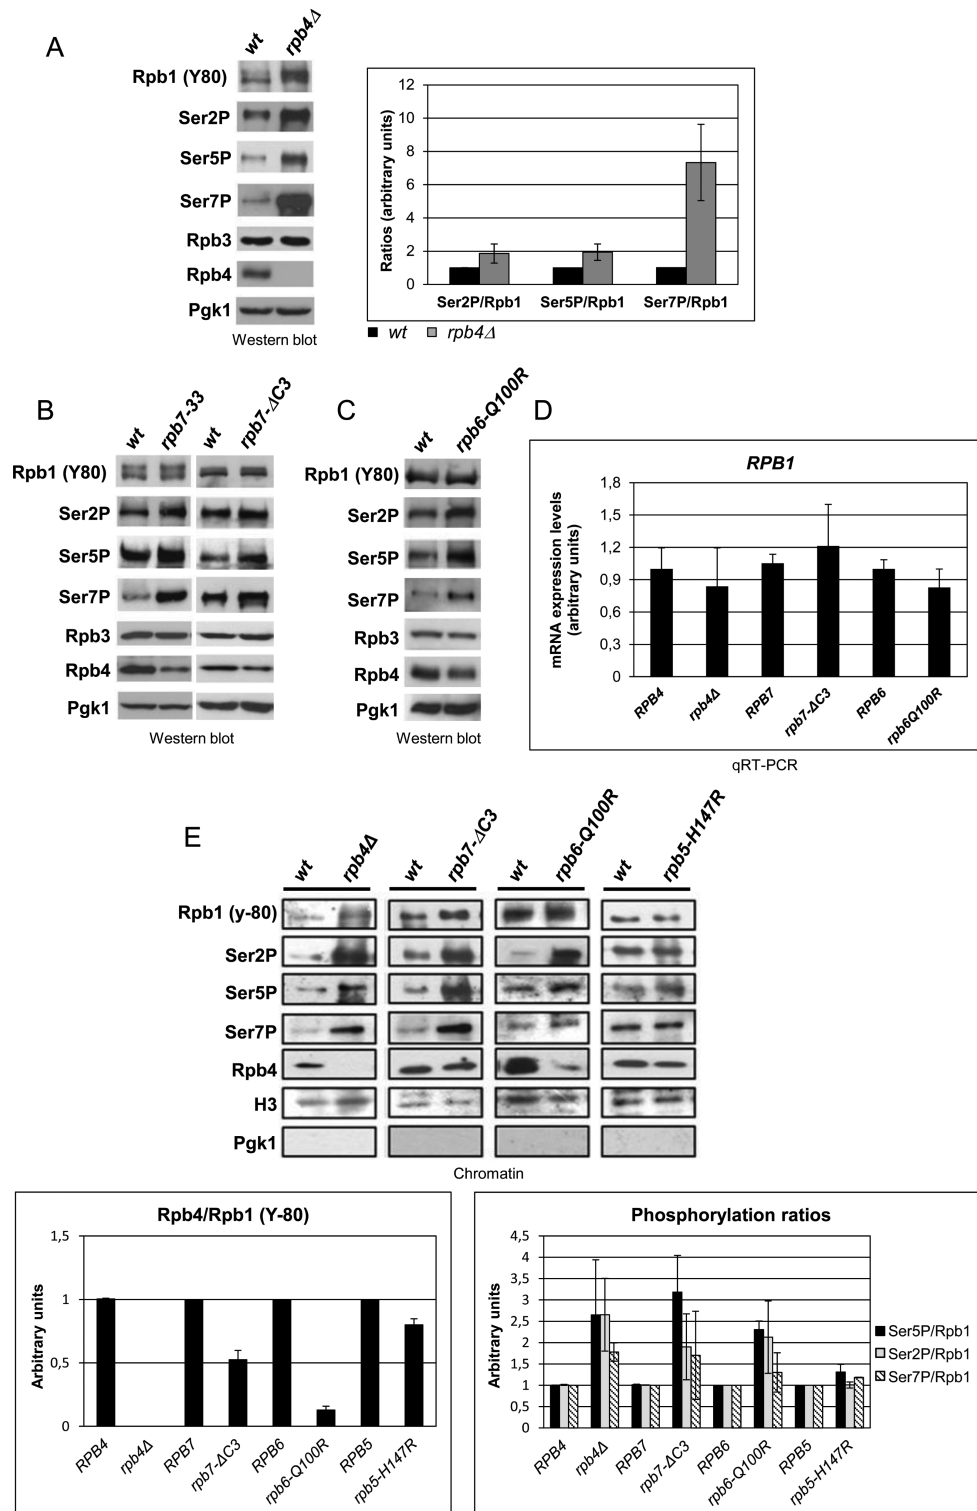 A
wt rpb4Δ
Rpb1 (Y80)
Ser2P
Ser5P
Ser7P
Rpb3
Rpb4
Pgk1
Western blot
Ratios (arbitrary units)
12
10
8
6
4
2
0
Ser2P/Rpb1 Ser5P/Rpb1 Ser7P/Rpb1
wt rpb4Δ
B
wt rpb7-33 wt rpb7-ΔC3
Rpb1 (Y80)
Ser2P
Ser5P
Ser7P
Rpb3
Rpb4
Pgk1
Western blot
C
wt rpb6-Q100R
Rpb1 (Y80)
Ser2P
Ser5P
Ser7P
Rpb3
Rpb4
Pgk1
Western blot
D
RPB1
mRNA expression levels
(arbitrary units)
1,8
1,5
1,2
0,9
0,6
0,3
0
RPB4 rpb4Δ RPB7 rpb7-ΔC3 RPB6 rpb6Q100R
qRT-PCR
E
wt rpb4Δ wt rpb7-ΔC3 wt rpb6-Q100R wt rpb5-H147R
Rpb1 (y-80)
Ser2P
Ser5P
Ser7P
Rpb4
H3
Pgk1
Chromatin
Rpb4/Rpb1 (Y-80)
Arbitrary units
1,5
1
0,5
0
RPB4 rpb4Δ RPB7 rpb7-ΔC3 RPB6 rpb6-Q100R RPB5 rpb5-H147R
Phosphorylation ratios
Arbitrary units
4,5
4
3,5
3
2,5
2
1,5
1
0,5
0
RPB4 rpb4Δ RPB7 rpb7-ΔC3 RPB6 rpb6-Q100R RPB5 rpb5-H147R
Ser5P/Rpb1
Ser2P/Rpb1
Ser7P/Rpb1